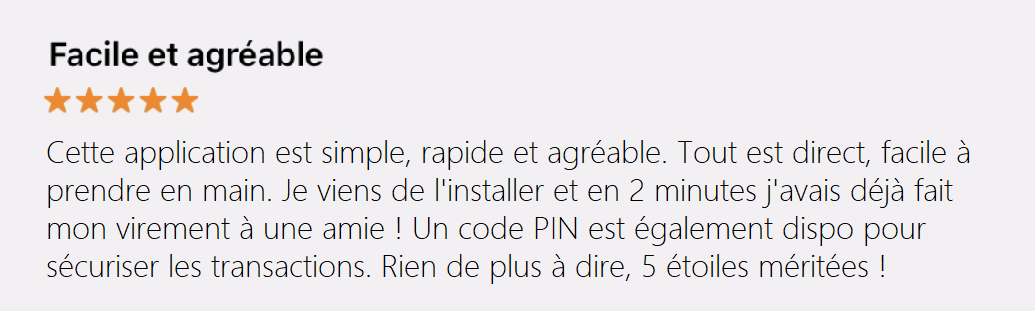 Facile et agréable
Cette application est simple, rapide et agréable. Tout est direct, facile à
prendre en main. Je viens de l'installer et en 2 minutes j'avais déjà fait
mon virement à une amie ! Un code PIN est également dispo pour
sécuriser les transactions. Rien de plus à dire, 5 étoiles méritées !